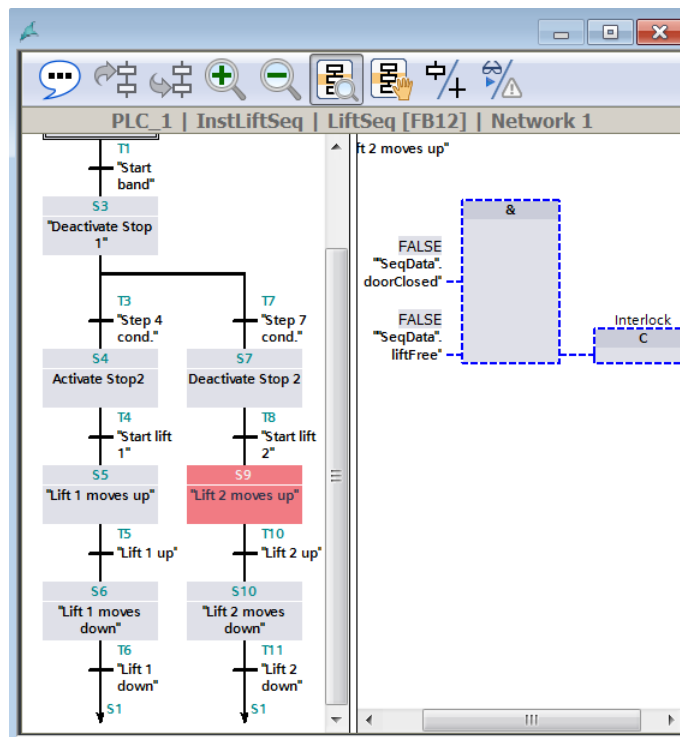 PLC_1 | InstLiftSeq | LiftSeq [FB12] | Network 1
T1
"Start
band"
S3
"Deactivate Stop
1"
T3
"Step 4
cond."
T7
"Step 7
cond."
S4
Activate Stop2
S7
Deactivate Stop 2
T4
"Start lift
1"
T8
"Start lift
2"
S5
"Lift 1 moves up"
S9
"Lift 2 moves up"
T5
"Lift 1 up"
T10
"Lift 2 up"
S6
"Lift 1 moves
down"
S10
"Lift 2 moves
down"
T6
"Lift 1
down"
T11
"Lift 2
down"
S1
S1
ft 2 moves up"
&
FALSE
""SeqData".
doorClosed"
FALSE
""SeqData".
liftFree"
Interlock
C